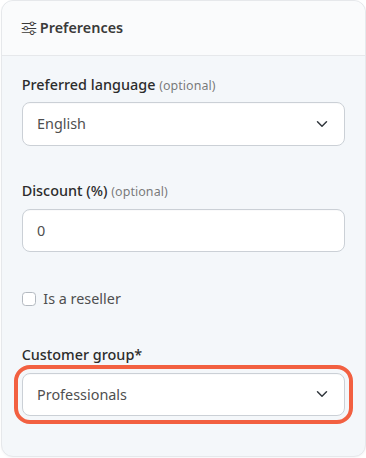 Preferences
Preferred language (optional)
English
Discount (%) (optional)
0
Is a reseller
Customer group*
Professionals